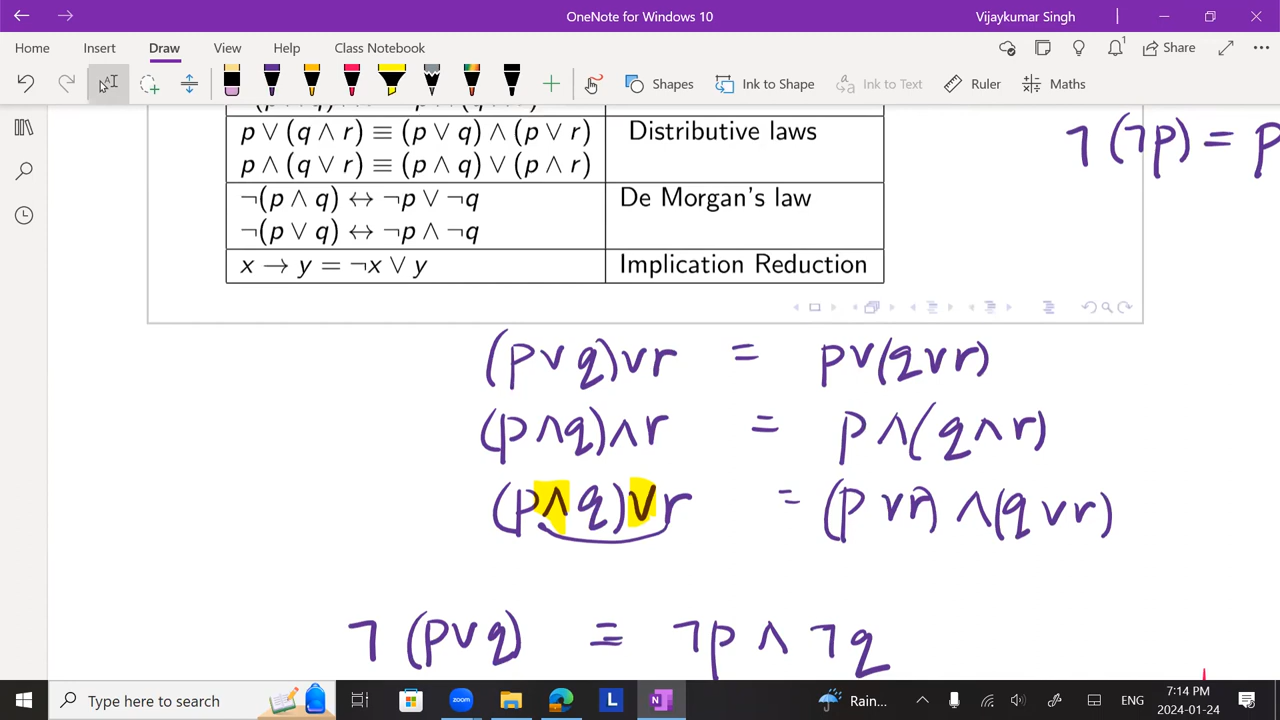 OneNote for Windows 10
Vijaykumar Singh
Home Insert Draw View Help Class Notebook
1
Share
Shapes
Ink to Shape
Ink to Text
Ruler
Maths
p ∨ (q ∧ r) ≡ (p ∨ q) ∧ (p ∨ r) Distributive laws
p ∧ (q ∨ r) ≡ (p ∧ q) ∨ (p ∧ r)
¬(p ∧ q) ↔ ¬p ∨ ¬q De Morgan's law
¬(p ∨ q) ↔ ¬p ∧ ¬q
x → y = ¬x ∨ y Implication Reduction
¬(¬p) = p
(p∨q)∨r = p∨(q∨r)
(p∧q)∧r = p∧(q∧r)
(p∧q)∨r = (p∨r)∧(q∨r)
¬(p∨q) = ¬p ∧ ¬q
Type here to search
Rain...
ENG
7:14 PM
2024-01-24